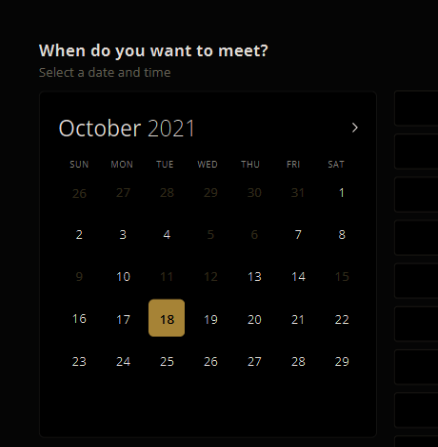 When do you want to meet?
Select a date and time
October 2021
SUN MON TUE WED THU FRI SAT
26 27 28 29 30 31 1
2 3 4 5 6 7 8
9 10 11 12 13 14 15
16 17 18 19 20 21 22
23 24 25 26 27 28 29